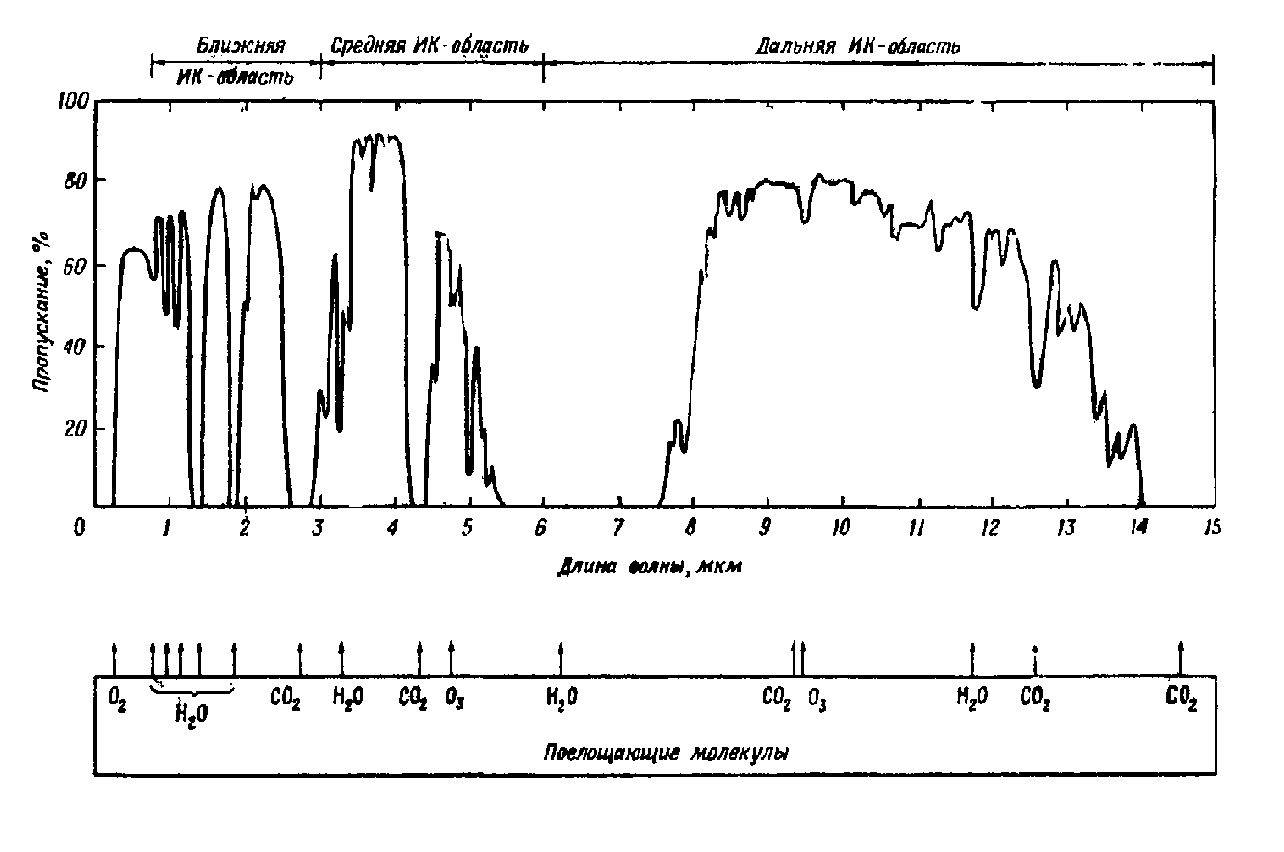 Ближняя
ИК-область
Средняя ИК-область
Дальняя ИК-область
100
80
60
40
20
Пропускание, %
0 1 2 3 4 5 6 7 8 9 10 11 12 13 14 15
Длина волны, мкм
O₂ H₂O CO₂ H₂O CO₂ O₃ H₂O CO₂ O₃ H₂O CO₂ CO₂
Поглощающие молекулы